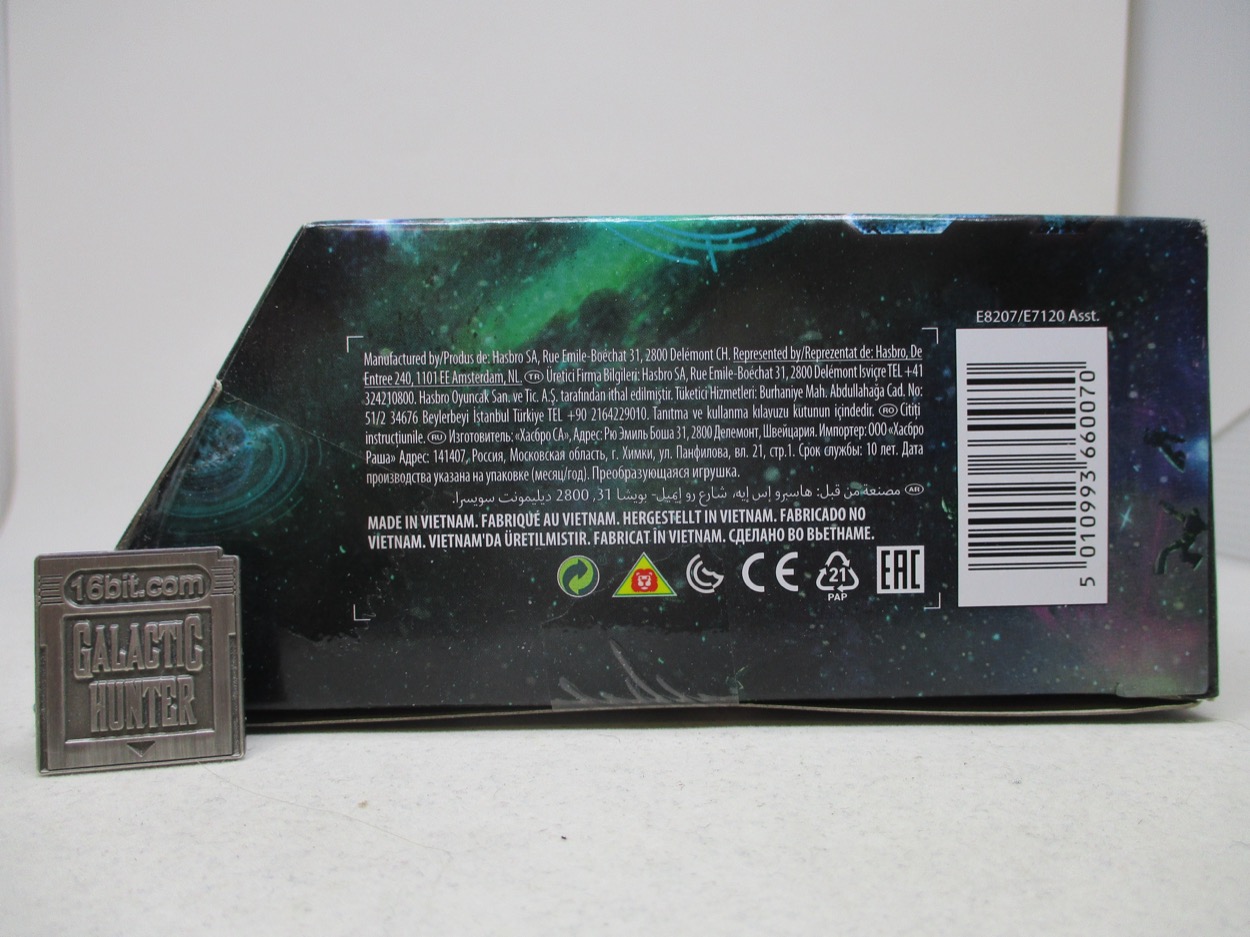 E8207/E7120 Asst.
Manufactured by/Produs de: Hasbro SA, Rue Emile-Boéchat 31, 2800 Delémont CH. Represented by/Reprezentat de: Hasbro, De
Entree 240, 1101 EE Amsterdam, NL. TR Üretici Firma Bilgileri: Hasbro SA, Rue Emile-Boéchat 31, 2800 Delémont İsviçre TEL +41
324210800. Hasbro Oyuncak San. ve Tic. A.Ş. tarafından ithal edilmiştir. Tüketici Hizmetleri: Burhaniye Mah. Abdullahağa Cad. No:
51/2 34676 Beylerbeyi İstanbul Türkiye TEL +90 2164229010. Tanıtma ve kullanma kılavuzu kutunun içindedir. RO Citiți
instrucțiunile. RU Изготовитель: «Хасбро СА», Адрес: Рю Эмиль Боша 31, 2800 Делемонт, Швейцария. Импортер: ООО «Хасбро
Раша» Адрес: 141407, Россия, Московская область, г. Химки, ул. Панфилова, вл. 21, стр.1. Срок службы: 10 лет. Дата
производства указана на упаковке (месяц/год). Преобразующаяся игрушка.
AR مصنعة من قبل: هاسبرو إس إيه، شارع رو إيميل- بويشا 31, 2800 ديليمونت سويسرا.
MADE IN VIETNAM. FABRIQUÉ AU VIETNAM. HERGESTELLT IN VIETNAM. FABRICADO NO
VIETNAM. VIETNAM'DA ÜRETILMISTIR. FABRICAT ÎN VIETNAM. СДЕЛАНО ВО ВЬЕТНАМЕ.
CE
21
PAP
EAC
5 010993 660070
16bit.com
GALACTIC
HUNTER